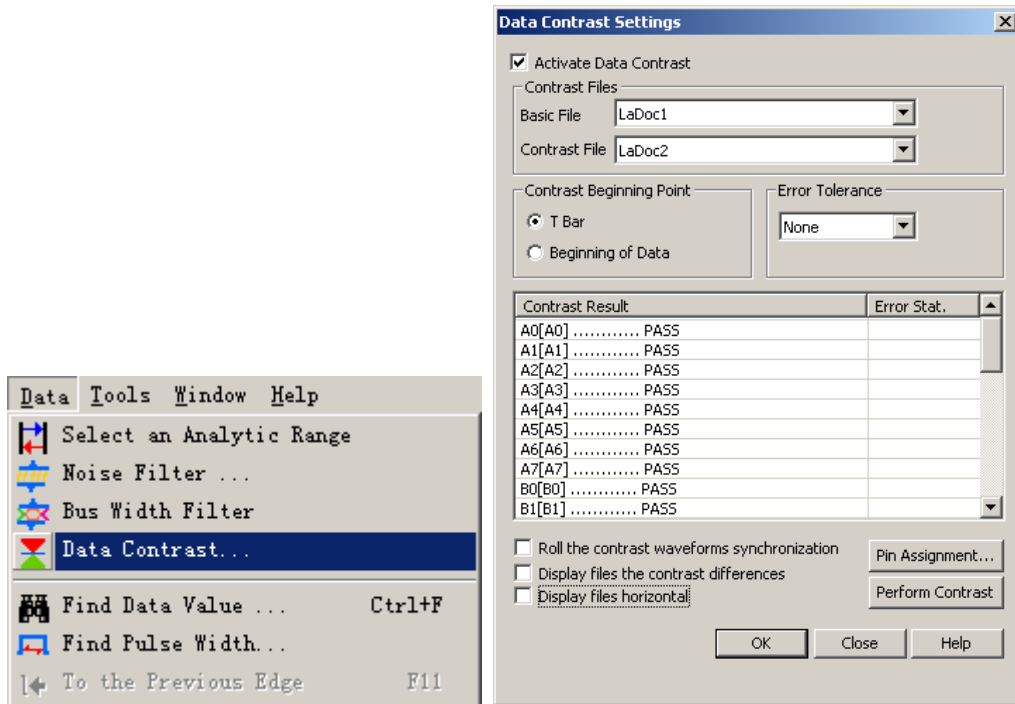 Data Tools Window Help
Select an Analytic Range
Noise Filter ...
Bus Width Filter
Data Contrast...
Find Data Value ... Ctrl+F
Find Pulse Width...
To the Previous Edge F11
Data Contrast Settings
Activate Data Contrast
Contrast Files
Basic File LaDoc1
Contrast File LaDoc2
Contrast Beginning Point Error Tolerance
T Bar None
Beginning of Data
Contrast Result Error Stat.
A0[A0] ............ PASS
A1[A1] ............ PASS
A2[A2] ............ PASS
A3[A3] ............ PASS
A4[A4] ............ PASS
A5[A5] ............ PASS
A6[A6] ............ PASS
A7[A7] ............ PASS
B0[B0] ............ PASS
B1[B1] ............ PASS
Roll the contrast waveforms synchronization
Display files the contrast differences
Display files horizontal
Pin Assignment...
Perform Contrast
OK Close Help